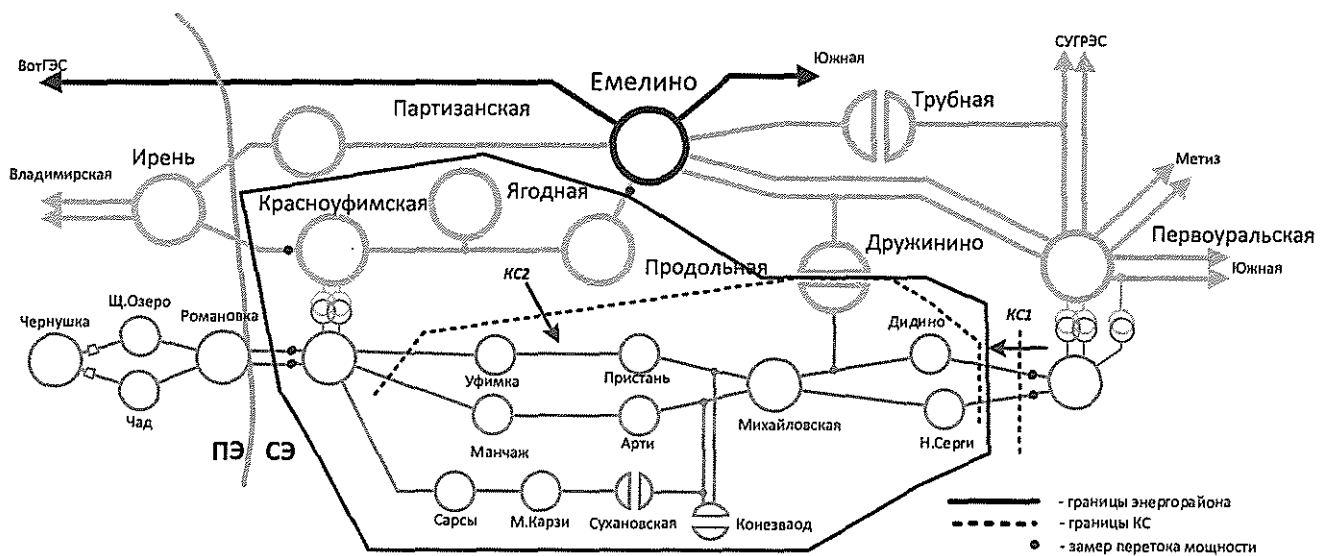 СУГРЭС
ВотГЭС
Южная
Емелино
Трубная
Партизанская
Метиз
Ирень
Владимирская
Ягодная
Красноуфимская
Дружинино
Первоуральская
Продольная
Южная
КС2
Щ.Озеро
Романовка
КС1
Чернушка
Дидино
Уфимка
Пристань
Чад
Михайловская
Манчаж
Арти
Н.Серги
ПЭ СЭ
Сарсы
М.Карзи
Сухановская
Конезваод
- границы энергорайона
- границы КС
- замер перетока мощности